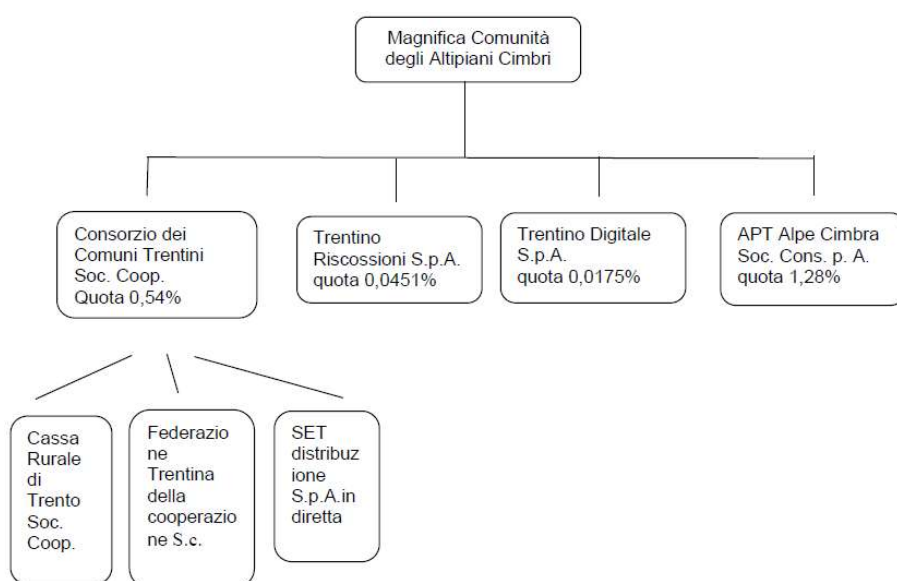 Magnifica Comunità
degli Altipiani Cimbri
Consorzio dei
Comuni Trentini
Soc. Coop.
Quota 0,54%
Trentino
Riscossioni S.p.A.
quota 0,0451%
Trentino Digitale
S.p.A.
quota 0,0175%
APT Alpe Cimbra
Soc. Cons. p. A.
quota 1,28%
Cassa
Rurale
di
Trento
Soc.
Coop.
Federazio
ne
Trentina
della
cooperazio
ne S.c.
SET
distribuz
ione
S.p.A.in
diretta